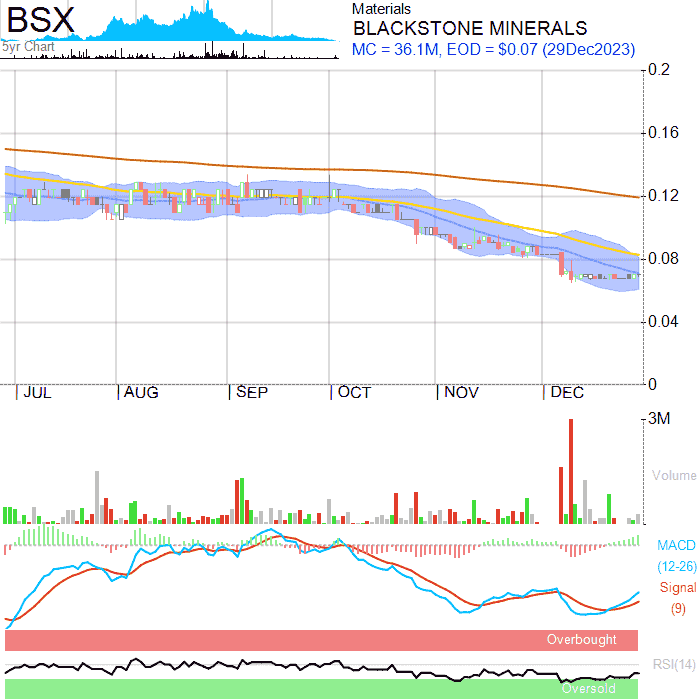 BSX
5yr Chart
Materials
BLACKSTONE MINERALS
MC = 36.1M, EOD = $0.07 (29Dec2023)
0.2
0.16
0.12
0.08
0.04
0
JUL AUG SEP OCT NOV DEC
3M
Volume
MACD
(12-26)
Signal
(9)
Overbought
RSI(14)
Oversold